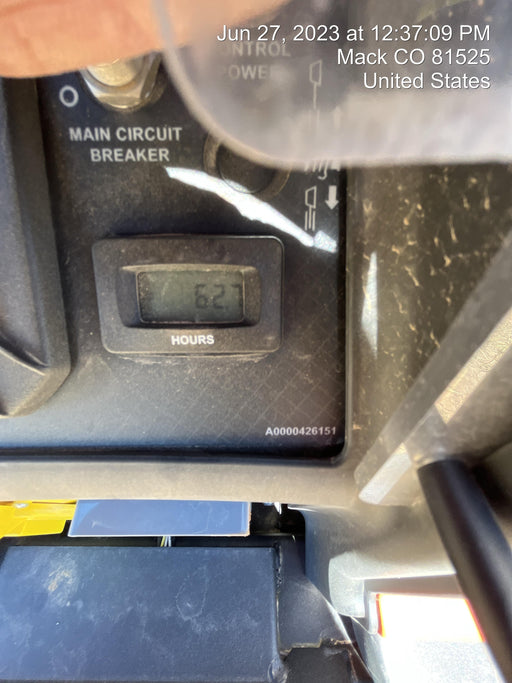 Jun 27, 2023 at 12:37:09 PM
Mack CO 81525
United States
CONTROL
POWER
O
MAIN CIRCUIT
BREAKER
627
HOURS
A0000426151